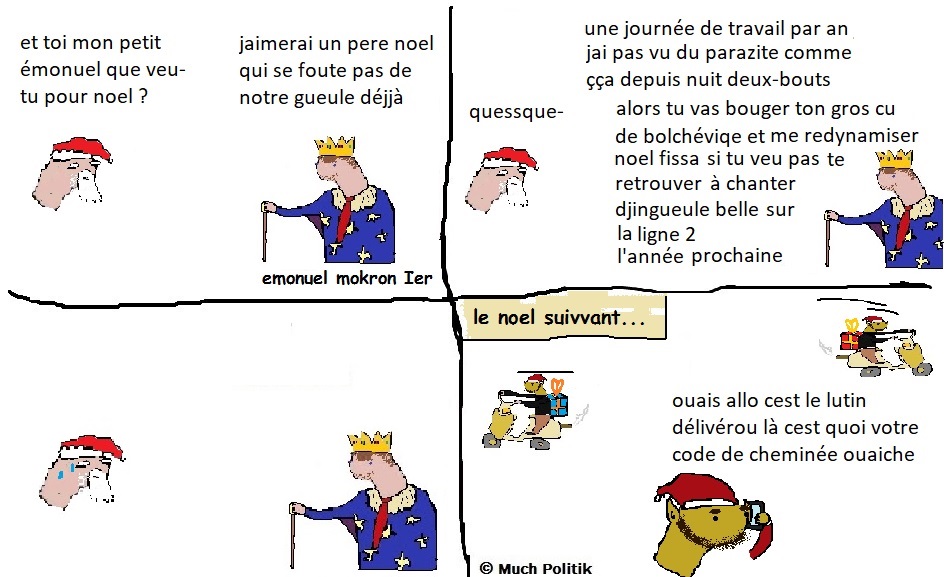 et toi mon petit
émonuel que veu-
tu pour noel ?
jaimerai un pere noel
qui se foute pas de
notre gueule déjjà
emonuel mokron Ier
quessque-
une journée de travail par an
jai pas vu du parazite comme
çça depuis nuit deux-bouts
alors tu vas bouger ton gros cu
de bolchéviqe et me redynamiser
noel fissa si tu veu pas te
retrouver à chanter
djingueule belle sur
la ligne 2
l'année prochaine
le noel suivvant...
ouais allo cest le lutin
délivérou là cest quoi votre
code de cheminée ouaiche
© Much Politik